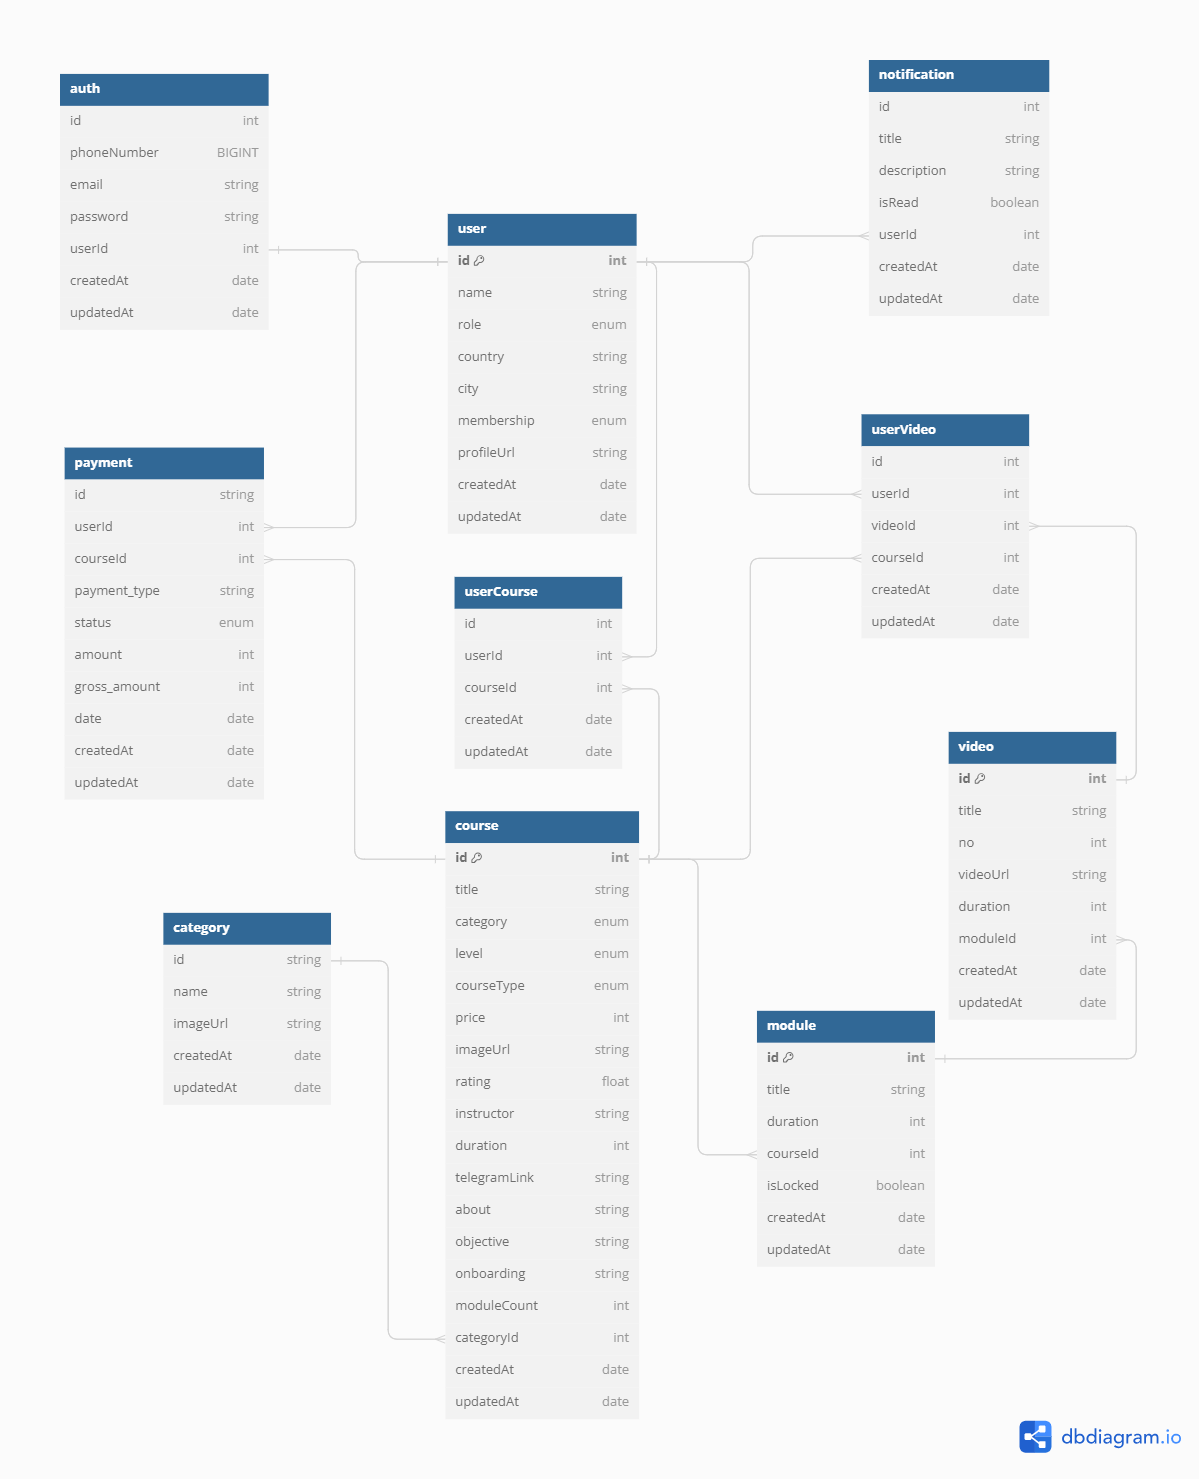 auth
id int
phoneNumber BIGINT
email string
password string
userId int
createdAt date
updatedAt date
notification
id int
title string
description string
isRead boolean
userId int
createdAt date
updatedAt date
user
id int
name string
role enum
country string
city string
membership enum
profileUrl string
createdAt date
updatedAt date
userVideo
id int
userId int
videoId int
courseId int
createdAt date
updatedAt date
payment
id string
userId int
courseId int
payment_type string
status enum
amount int
gross_amount int
date date
createdAt date
updatedAt date
userCourse
id int
userId int
courseId int
createdAt date
updatedAt date
video
id int
title string
no int
videoUrl string
duration int
moduleId int
createdAt date
updatedAt date
course
id int
title string
category enum
level enum
courseType enum
price int
imageUrl string
rating float
instructor string
duration int
telegramLink string
about string
objective string
onboarding string
moduleCount int
categoryId int
createdAt date
updatedAt date
category
id string
name string
imageUrl string
createdAt date
updatedAt date
module
id int
title string
duration int
courseId int
isLocked boolean
createdAt date
updatedAt date
dbdiagram.io